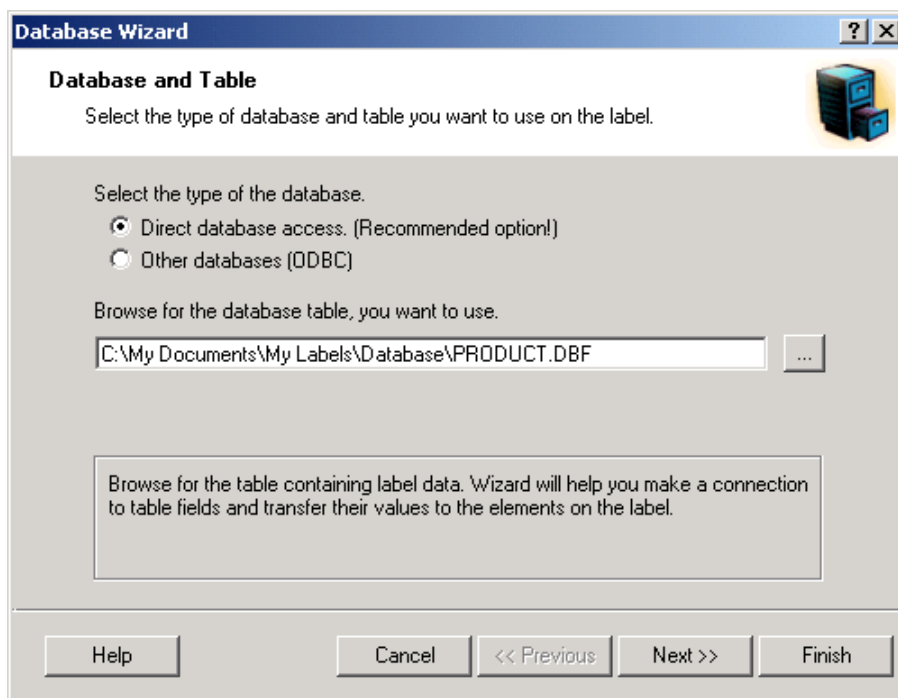 Database Wizard
?
Database and Table
Select the type of database and table you want to use on the label.
Select the type of the database.
Direct database access. (Recommended option!)
Other databases (ODBC)
Browse for the database table, you want to use.
C:\My Documents\My Labels\Database\PRODUCT.DBF
...
Browse for the table containing label data. Wizard will help you make a connection
to table fields and transfer their values to the elements on the label.
Help
Cancel
<< Previous
Next >>
Finish